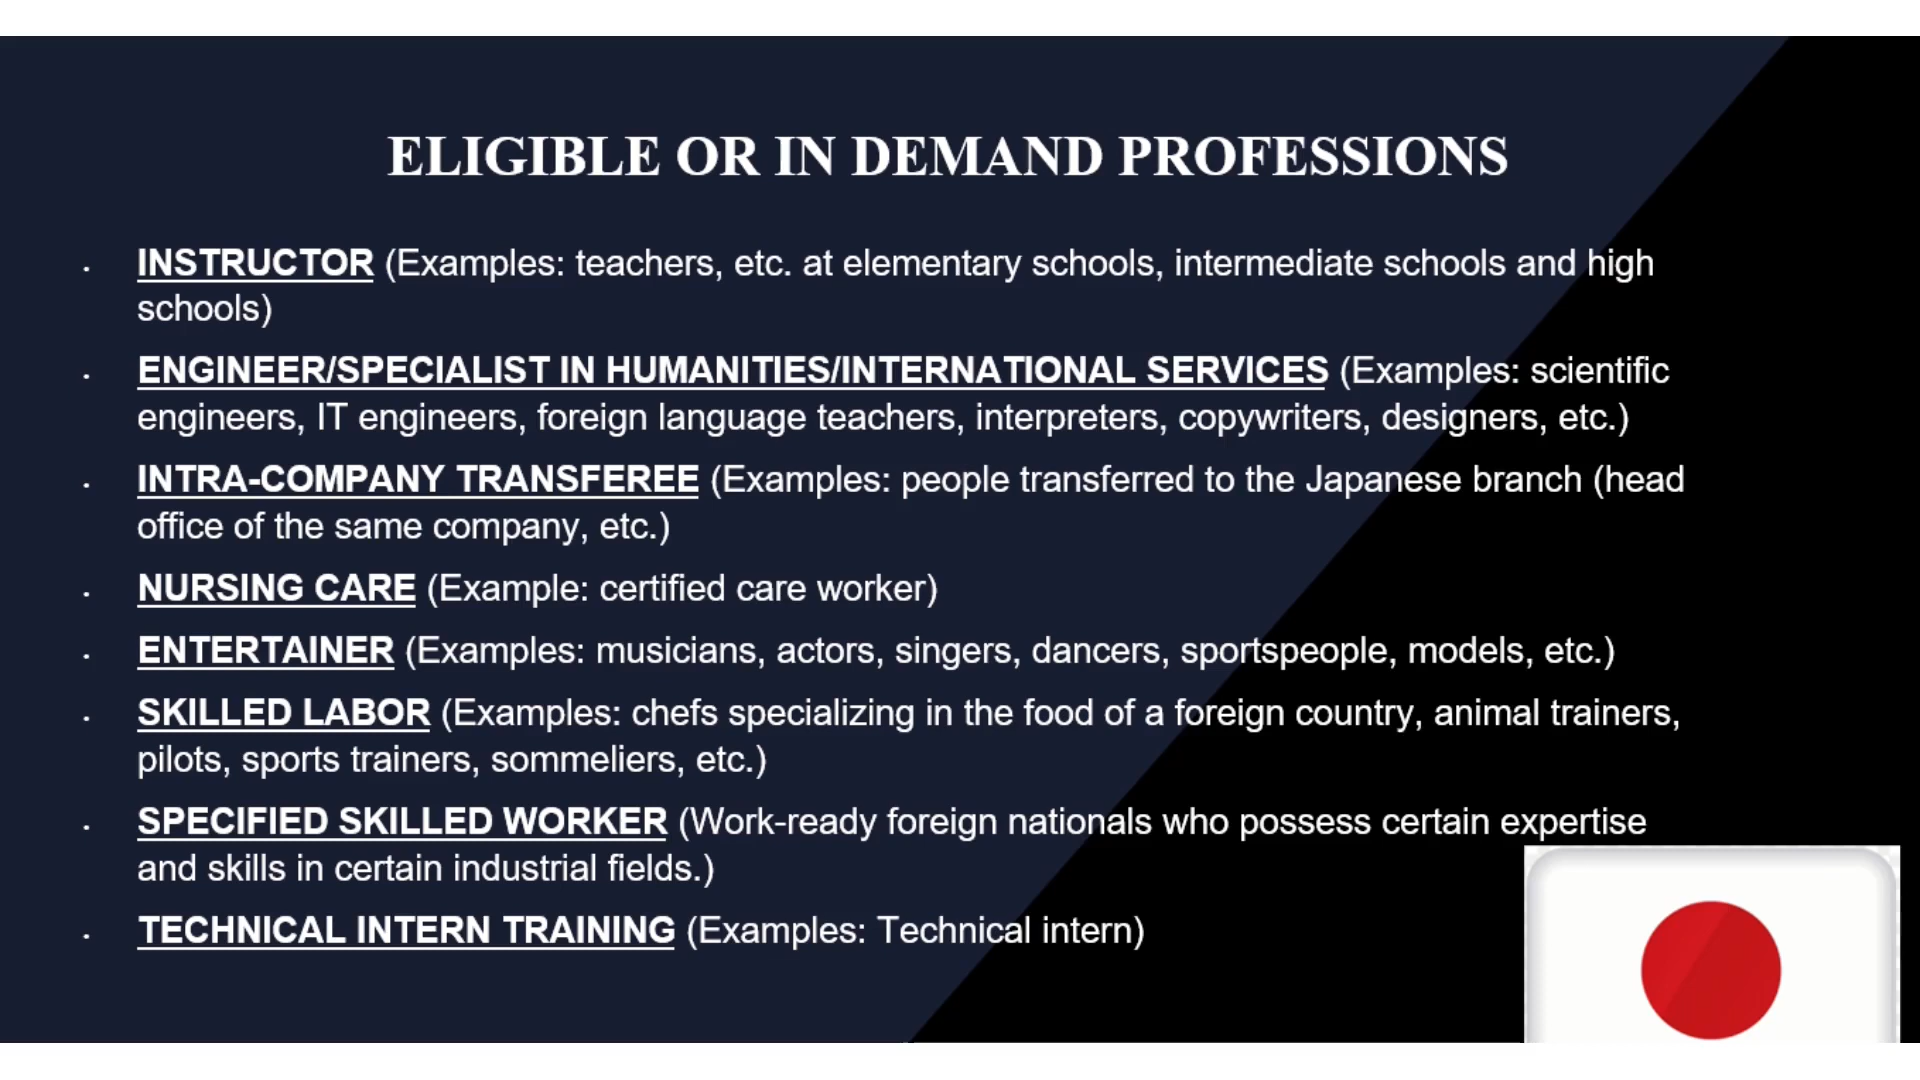 ELIGIBLE OR IN DEMAND PROFESSIONS
· INSTRUCTOR (Examples: teachers, etc. at elementary schools, intermediate schools and high
schools)
· ENGINEER/SPECIALIST IN HUMANITIES/INTERNATIONAL SERVICES (Examples: scientific
engineers, IT engineers, foreign language teachers, interpreters, copywriters, designers, etc.)
· INTRA-COMPANY TRANSFEREE (Examples: people transferred to the Japanese branch (head
office of the same company, etc.)
· NURSING CARE (Example: certified care worker)
· ENTERTAINER (Examples: musicians, actors, singers, dancers, sportspeople, models, etc.)
· SKILLED LABOR (Examples: chefs specializing in the food of a foreign country, animal trainers,
pilots, sports trainers, sommeliers, etc.)
· SPECIFIED SKILLED WORKER (Work-ready foreign nationals who possess certain expertise
and skills in certain industrial fields.)
· TECHNICAL INTERN TRAINING (Examples: Technical intern)